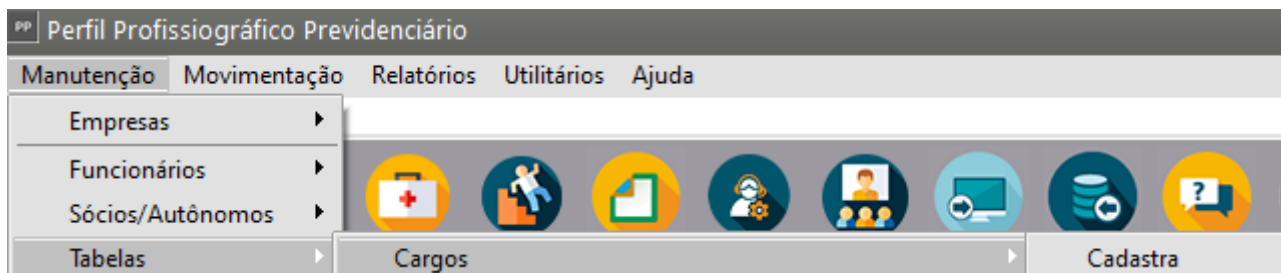 PP Perfil Profissiográfico Previdenciário
Manutenção Movimentação Relatórios Utilitários Ajuda
Empresas
Funcionários
Sócios/Autônomos
?
Tabelas Cargos Cadastra